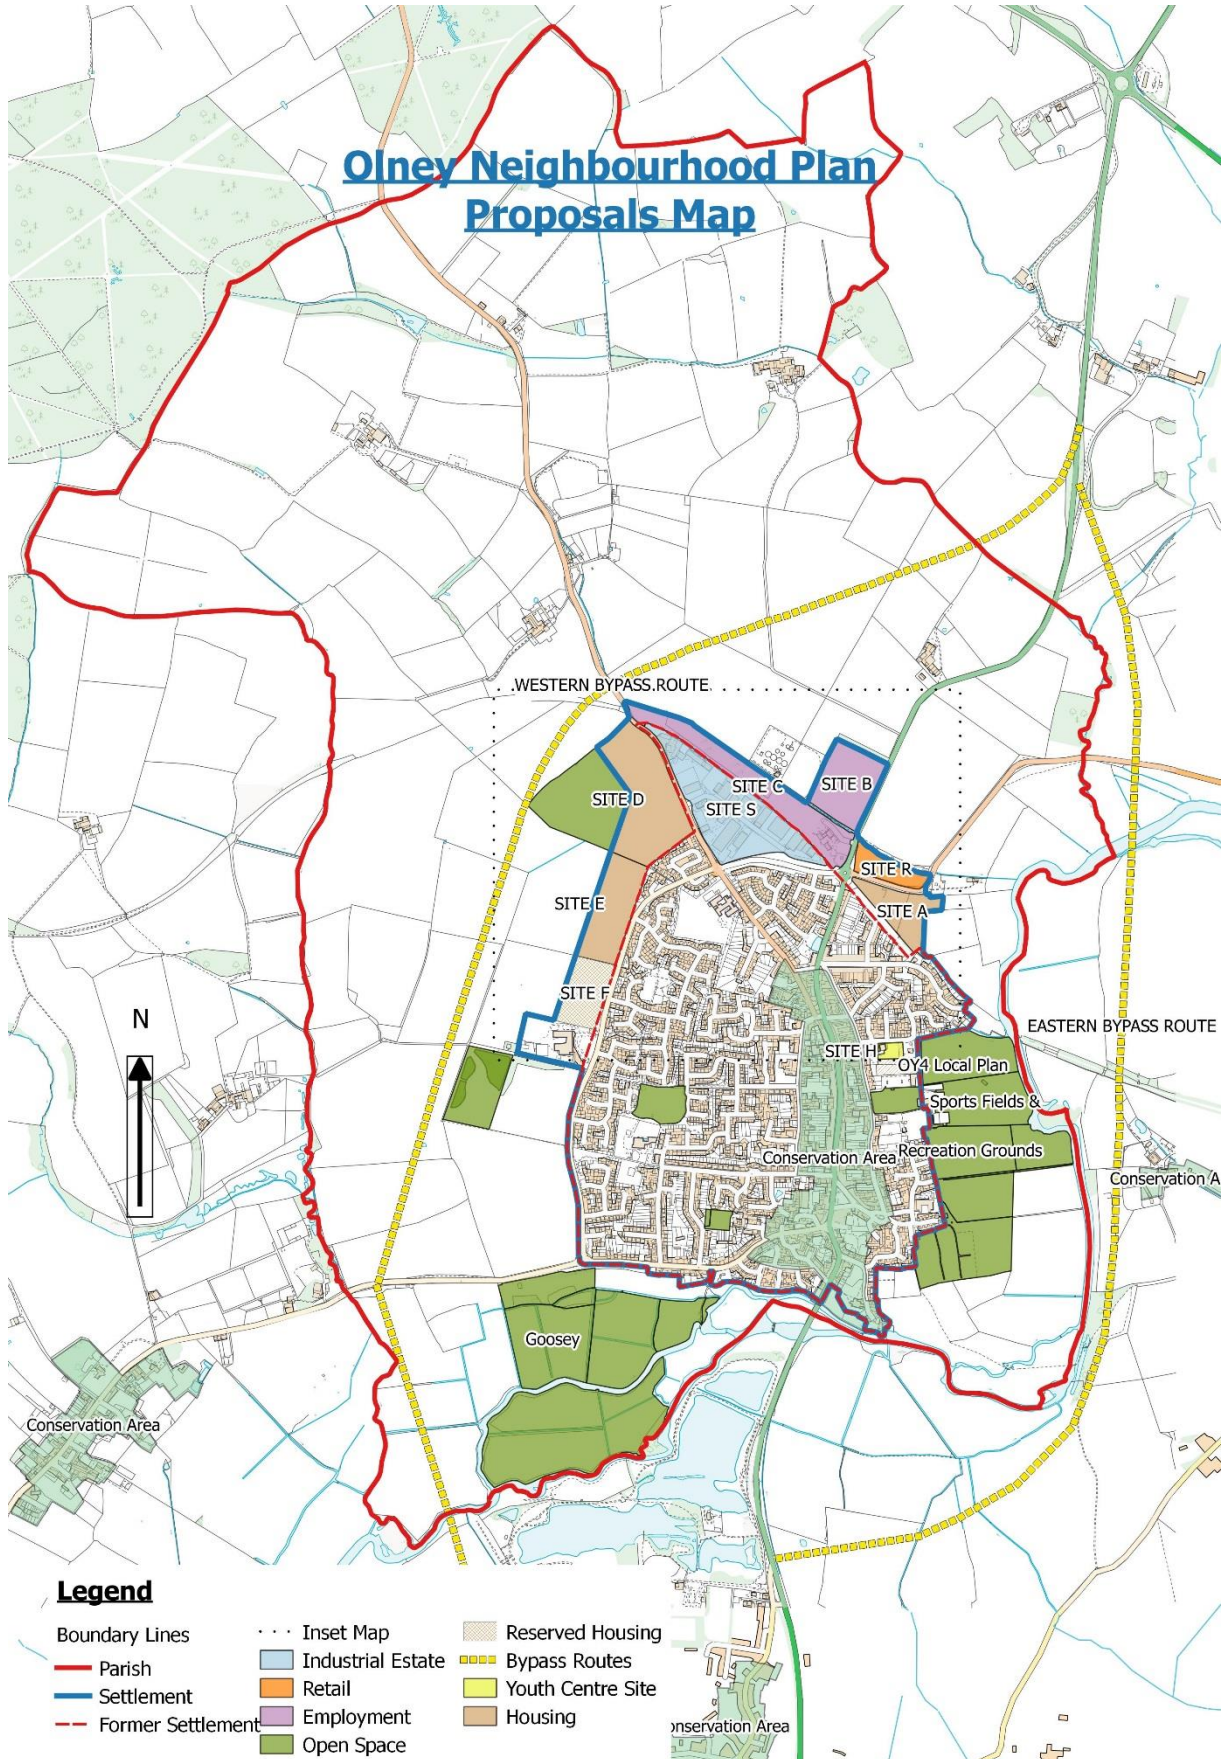 Olney Neighbourhood Plan
Proposals Map
WESTERN BYPASS ROUTE
SITE C
SITE B
SITE D
SITE S
SITE R
SITE E
SITE A
SITE F
N
EASTERN BYPASS ROUTE
SITE H
OY4 Local Plan
Sports Fields &
Recreation Grounds
Conservation Area
Conservation A
Goosey
Conservation Area
Legend
Boundary Lines
Parish
Settlement
Former Settlement
Inset Map
Industrial Estate
Retail
Employment
Open Space
Reserved Housing
Bypass Routes
Youth Centre Site
Housing
onservation Area